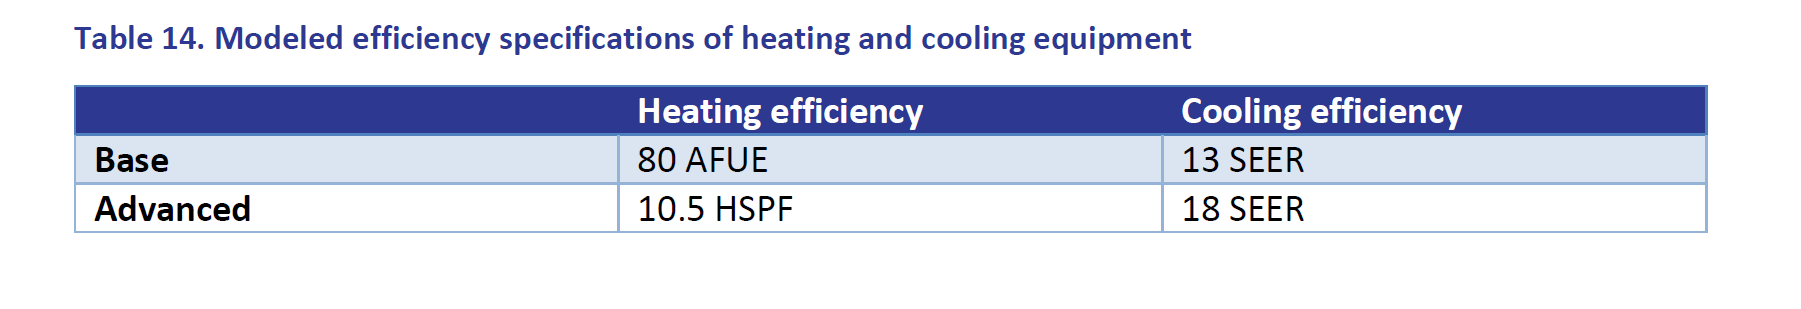 Table 14. Modeled efficiency specifications of heating and cooling equipment
Heating efficiency Cooling efficiency
Base 80 AFUE 13 SEER
Advanced 10.5 HSPF 18 SEER